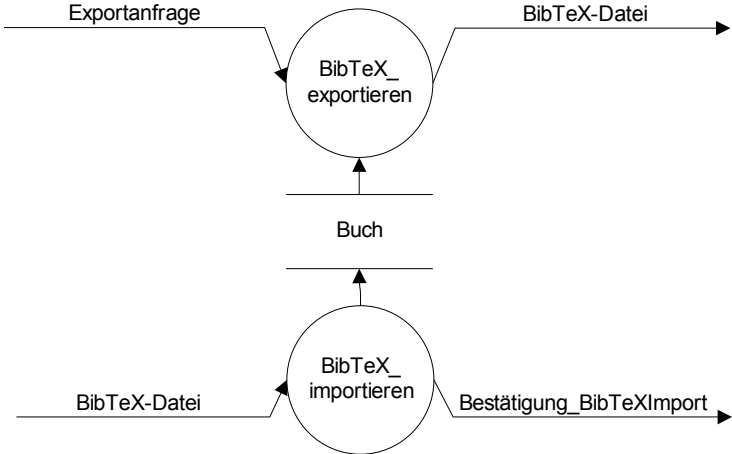 Exportanfrage
BibTeX-Datei
BibTeX_
exportieren
Buch
BibTeX_
importieren
BibTeX-Datei
Bestätigung_BibTeXImport